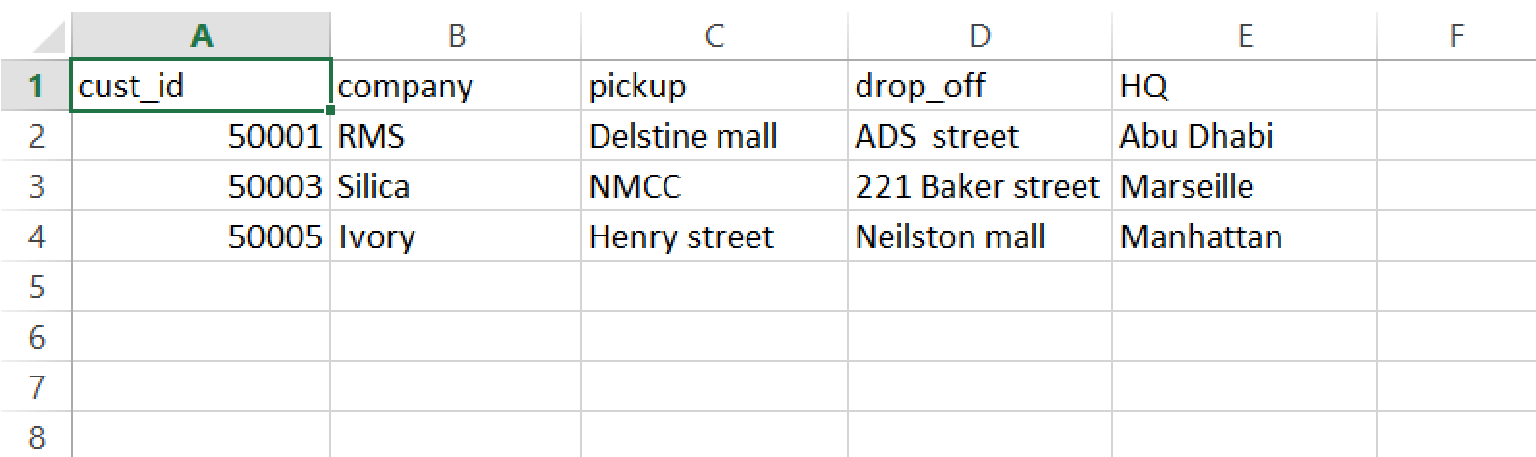 A B C D E F
1 cust_id company pickup drop_off HQ
2 50001 RMS Delstine mall ADS  street Abu Dhabi
3 50003 Silica NMCC 221 Baker street Marseille
4 50005 Ivory Henry street Neilston mall Manhattan
5
6
7
8